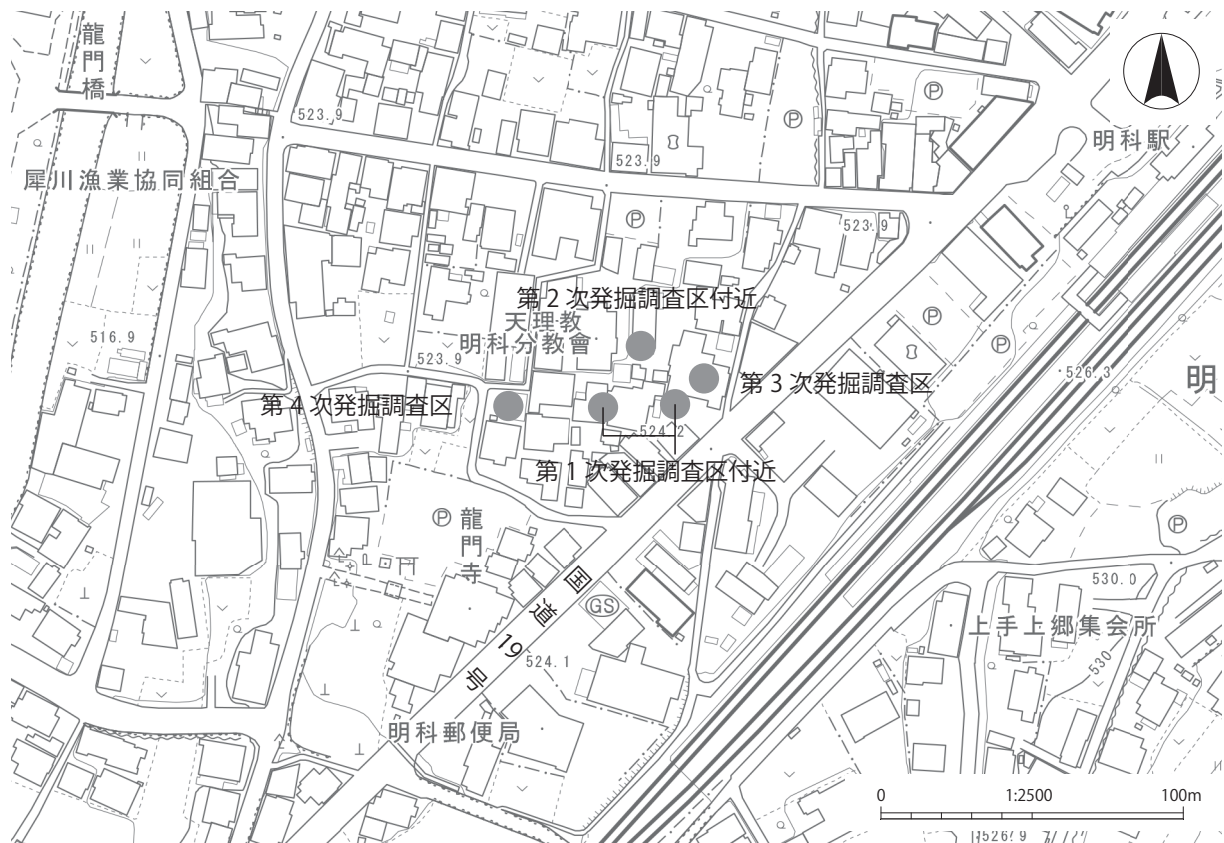 龍門橋
明科駅
523.9
Ⓟ
Ⓟ
523.9
犀川漁業協同組合
Ⓟ
523.9
第2次発掘調査区付近
天理教
明科分教會
516.9
523.9
Ⓟ
Ⓟ
526.3
明
第3次発掘調査区
第4次発掘調査区
524.2
第1次発掘調査区付近
Ⓟ
龍門寺
Ⓟ
国道19号
GS
530.0
上手上郷集会所
530
524.1
明科郵便局
0
1:2500
100m
526.9